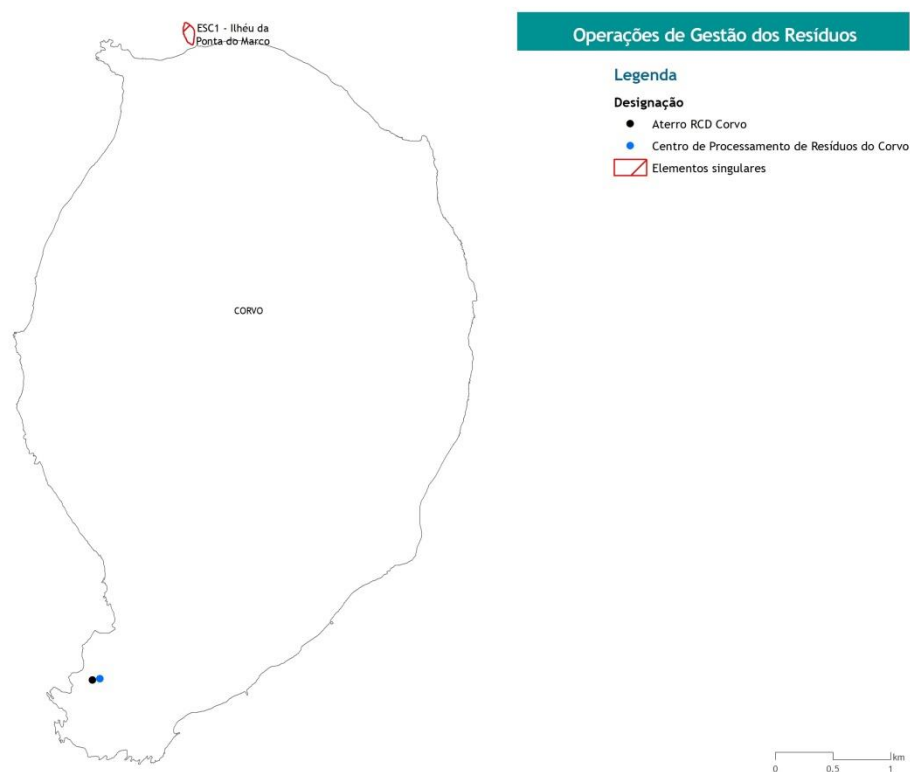 ESC1 - Ilhéu da
Ponta do Marco
Operações de Gestão dos Resíduos
Legenda
Designação
Aterro RCD Corvo
Centro de Processamento de Resíduos do Corvo
Elementos singulares
CORVO
km
0 0.5 1